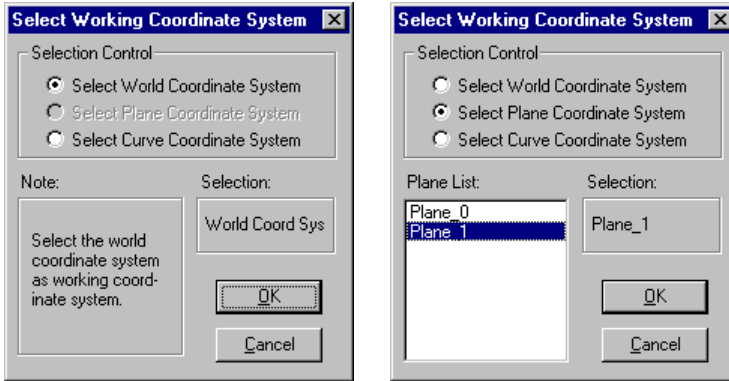 Select Working Coordinate System
Selection Control
Select World Coordinate System
Select Plane Coordinate System
Select Curve Coordinate System
Note:
Select the world
coordinate system
as working coord-
inate system.
Selection:
World Coord Sys
OK
Cancel
Select Working Coordinate System
Selection Control
Select World Coordinate System
Select Plane Coordinate System
Select Curve Coordinate System
Plane List:
Plane_0
Plane_1
Selection:
Plane_1
OK
Cancel